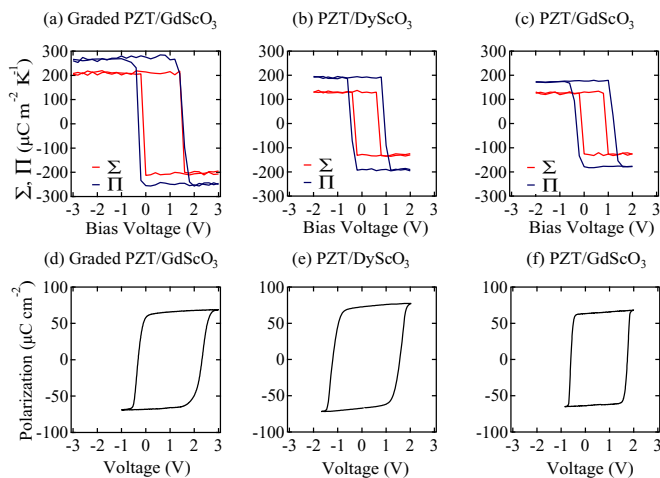 (a) Graded PZT/GdScO₃ (b) PZT/DyScO₃ (c) PZT/GdScO₃
Σ, Π (μC m⁻² K⁻¹)
300 300 300
200 200 200
100 100 100
0 0 0
-100 -100 -100
-200 -200 -200
-300 -300 -300
Σ Σ Σ
Π Π Π
-3 -2 -1 0 1 2 3 -3 -2 -1 0 1 2 3 -3 -2 -1 0 1 2 3
Bias Voltage (V) Bias Voltage (V) Bias Voltage (V)
(d) Graded PZT/GdScO₃ (e) PZT/DyScO₃ (f) PZT/GdScO₃
Polarization (μC cm⁻²)
100 100 100
50 50 50
0 0 0
-50 -50 -50
-100 -100 -100
-3 -2 -1 0 1 2 3 -3 -2 -1 0 1 2 3 -3 -2 -1 0 1 2 3
Voltage (V) Voltage (V) Voltage (V)